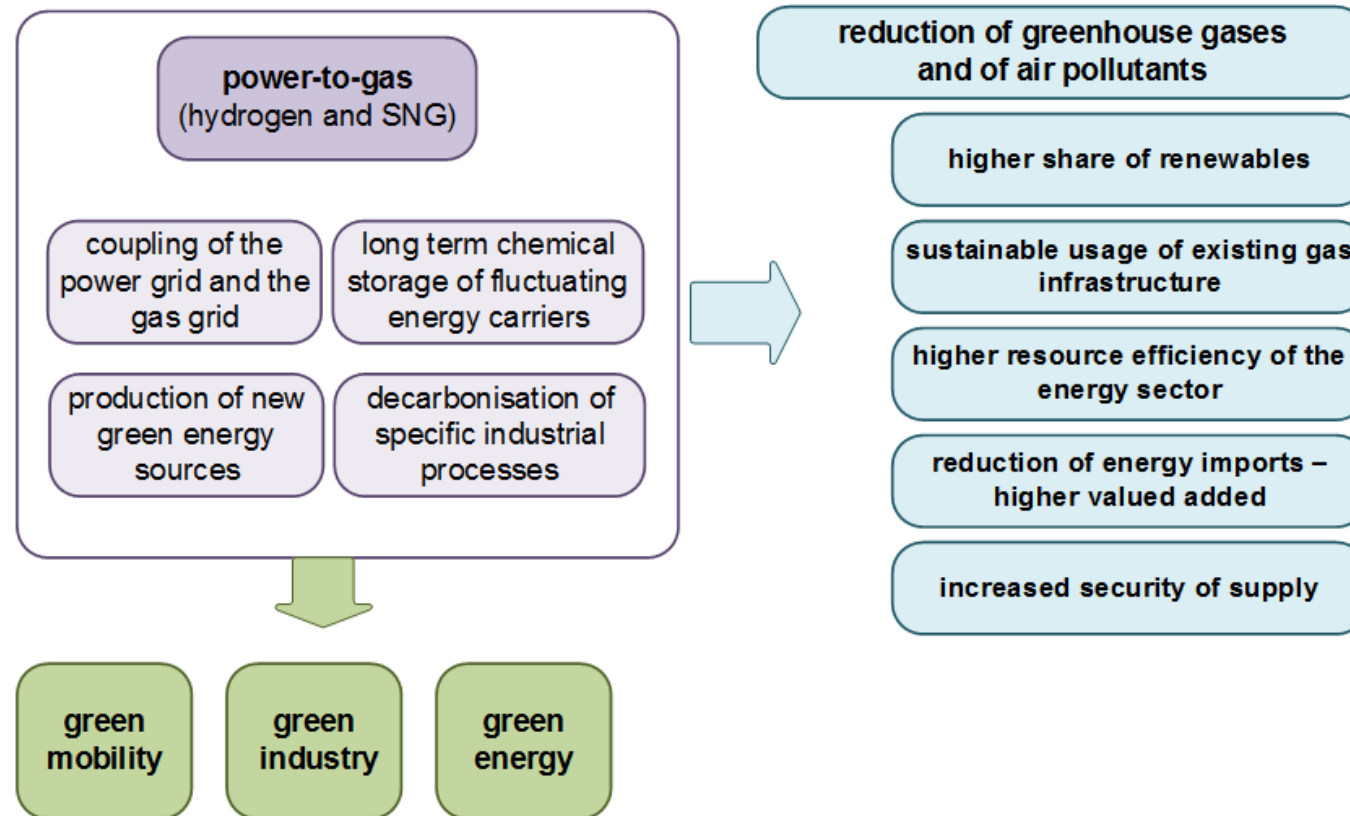 power-to-gas
(hydrogen and SNG)
coupling of the
power grid and the
gas grid
long term chemical
storage of fluctuating
energy carriers
production of new
green energy
sources
decarbonisation of
specific industrial
processes
green
mobility
green
industry
green
energy
reduction of greenhouse gases
and of air pollutants
higher share of renewables
sustainable usage of existing gas
infrastructure
higher resource efficiency of the
energy sector
reduction of energy imports –
higher valued added
increased security of supply